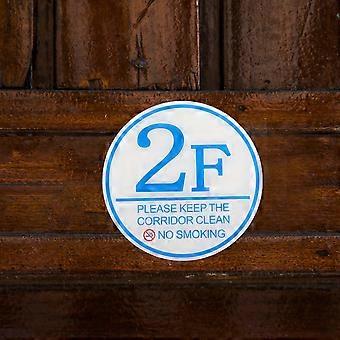 2F
PLEASE KEEP THE
CORRIDOR CLEAN
NO SMOKING